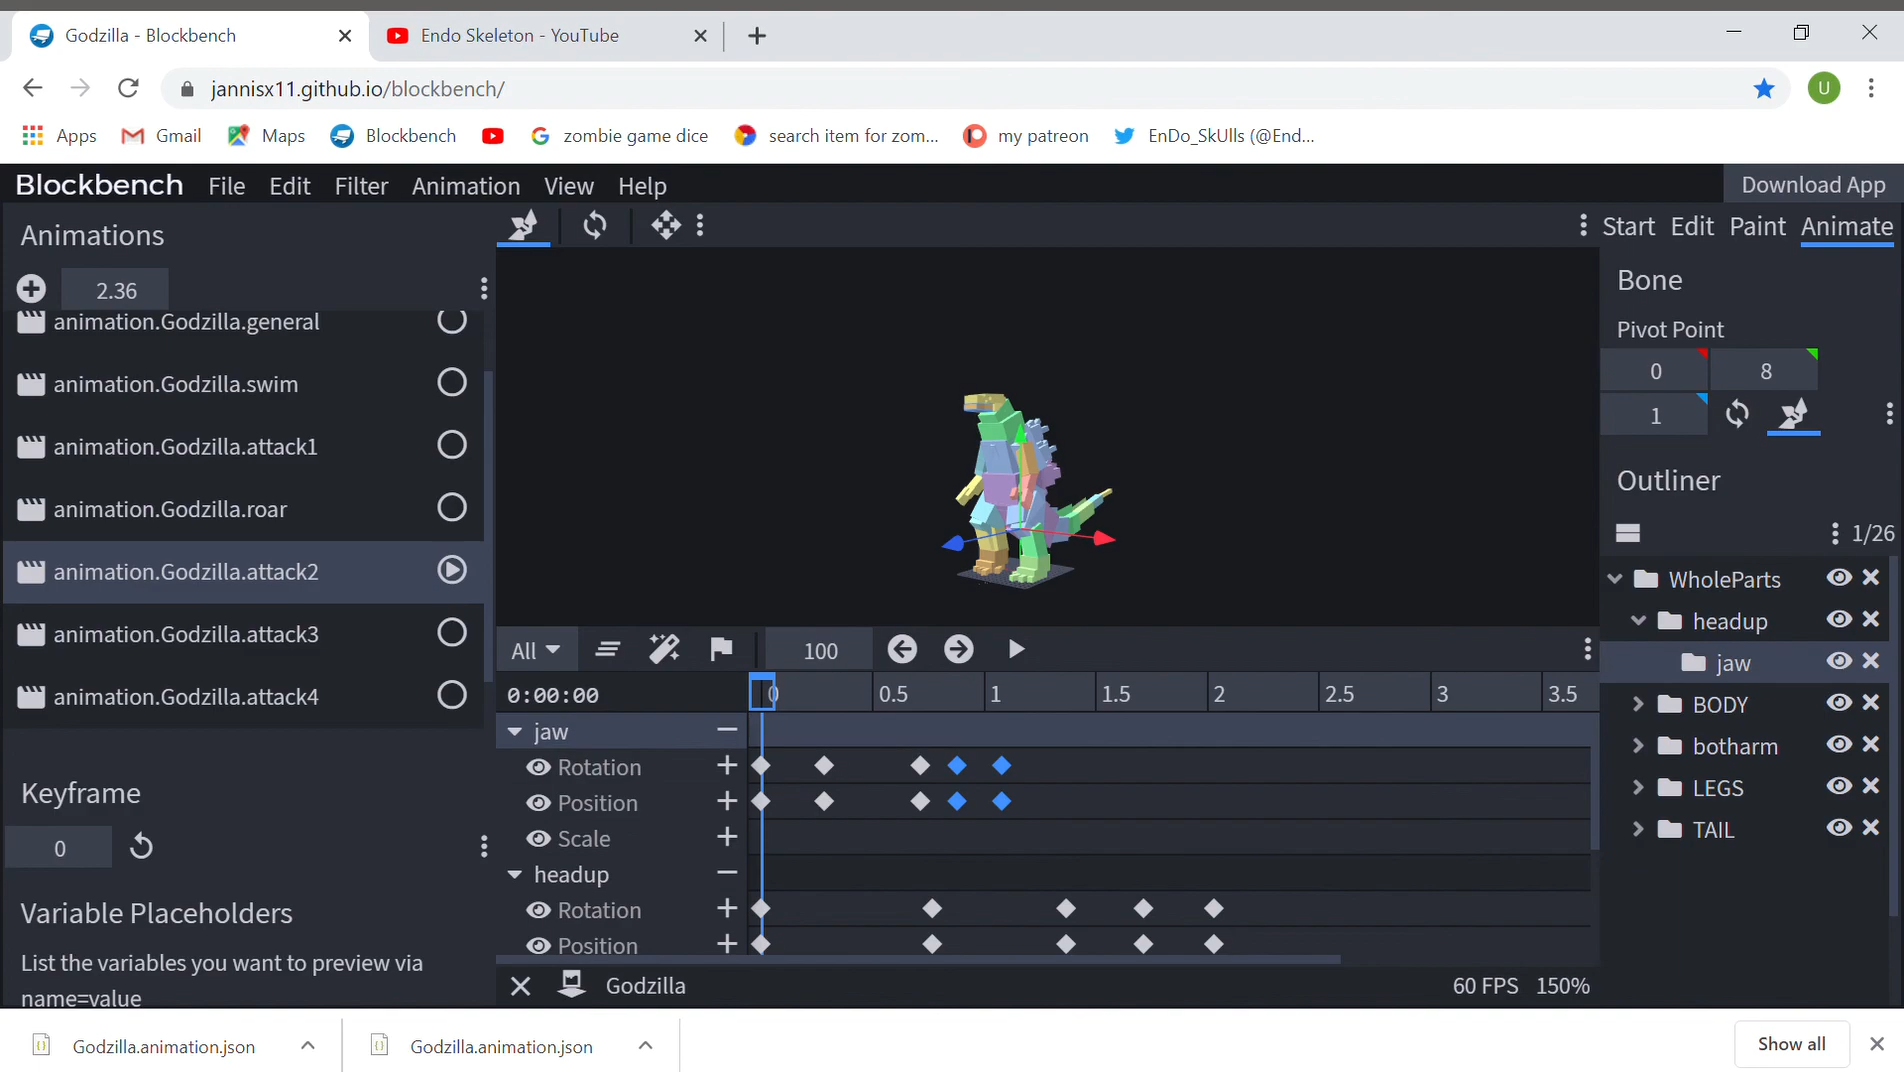 Godzilla - Blockbench
Endo Skeleton - YouTube
jannisx11.github.io/blockbench/
U
Apps
Gmail
Maps
Blockbench
zombie game dice
search item for zom...
my patreon
EnDo_SkUlls (@End...
Blockbench
File
Edit
Filter
Animation
View
Help
Download App
Animations
Start
Edit
Paint
Animate
2.36
animation.Godzilla.general
animation.Godzilla.swim
animation.Godzilla.attack1
animation.Godzilla.roar
animation.Godzilla.attack2
animation.Godzilla.attack3
animation.Godzilla.attack4
Keyframe
0
Variable Placeholders
List the variables you want to preview via
name=value
All
100
0:00:00
0
0.5
1
1.5
2
2.5
3
3.5
jaw
Rotation
Position
Scale
headup
Rotation
Position
Godzilla
60 FPS
150%
Bone
Pivot Point
0
8
1
Outliner
1/26
WholeParts
headup
jaw
BODY
botharm
LEGS
TAIL
Godzilla.animation.json
Godzilla.animation.json
Show all